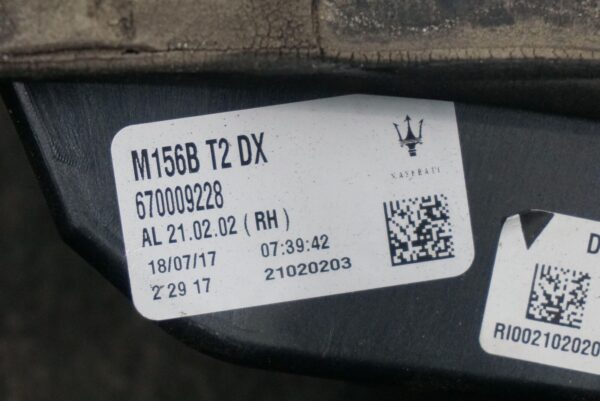 M156B T2 DX
670009228
AL 21.02.02 ( RH )
18/07/17 07:39:42
2 29 17 21020203
MASERATI
D
RI002102020